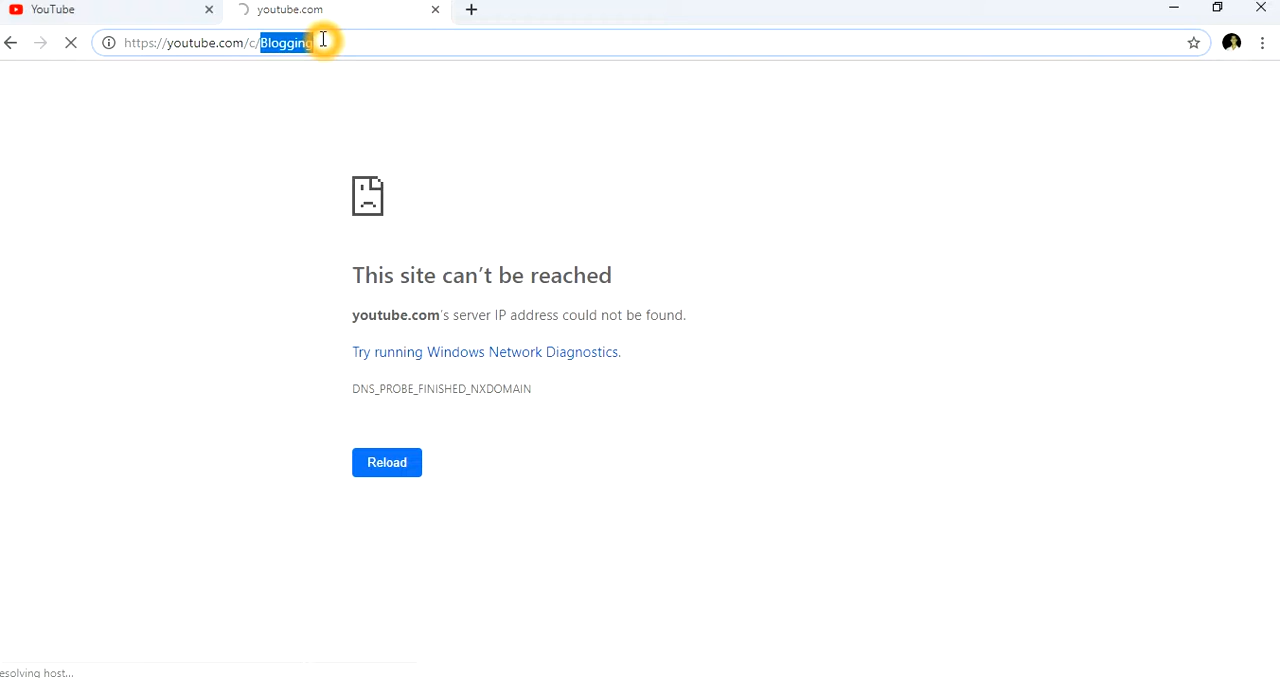 YouTube
youtube.com
https://youtube.com/c/Blogging
This site can't be reached
youtube.com's server IP address could not be found.
Try running Windows Network Diagnostics.
DNS_PROBE_FINISHED_NXDOMAIN
Reload
esolving host...